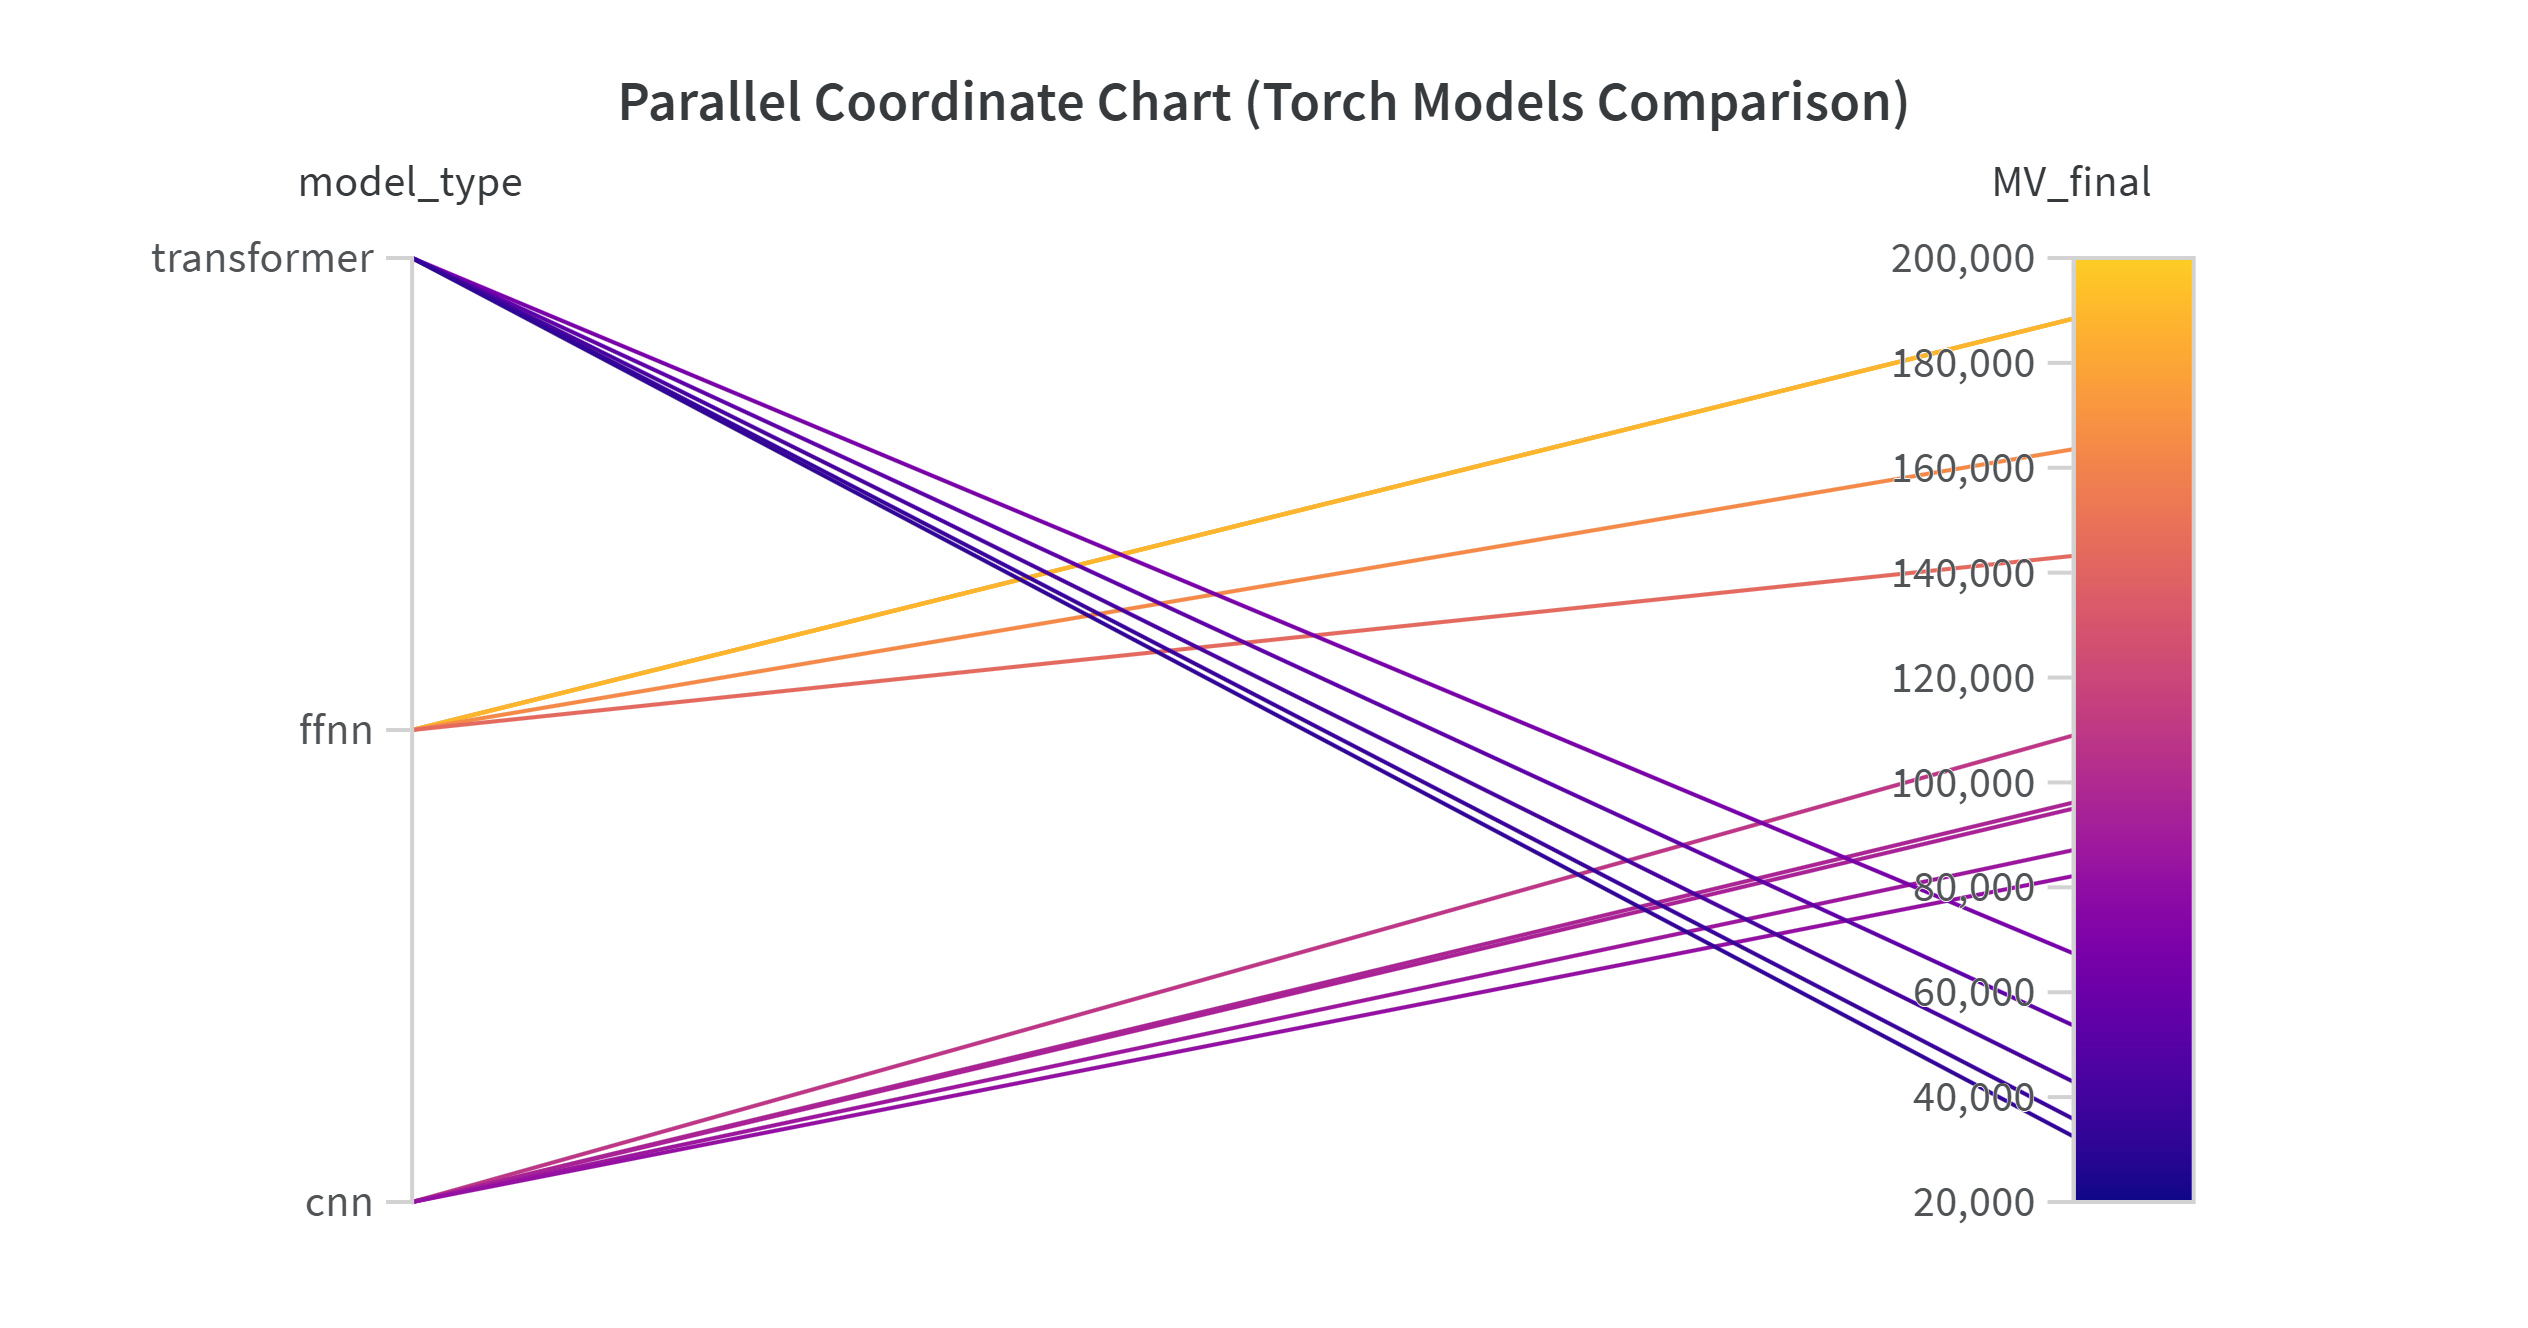 Parallel Coordinate Chart (Torch Models Comparison)
model_type
MV_final
transformer
ffnn
cnn
200,000
180,000
160,000
140,000
120,000
100,000
80,000
60,000
40,000
20,000